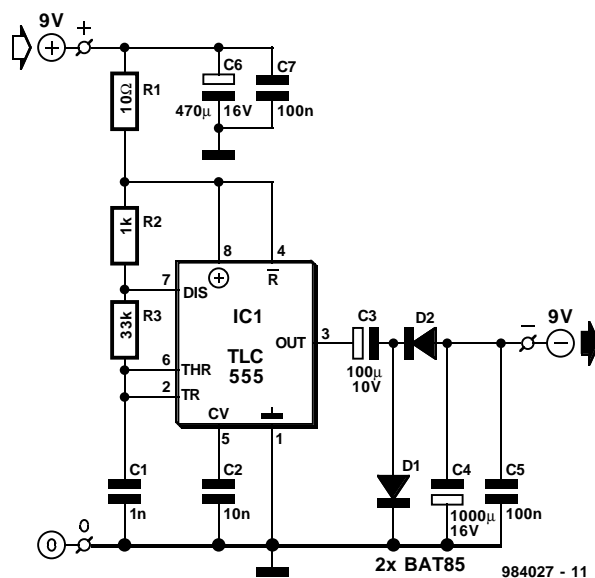 9V
+
+
R1
10Ω
C6
470µ
16V
C7
100n
R2
1k
8
4
R
+
7
DIS
R3
33k
IC1
TLC
555
OUT
3
C3
100µ
10V
D2
−
9V
−
6
THR
2
TR
CV
5
1
C1
1n
C2
10n
D1
C4
1000µ
16V
C5
100n
0
0
2x BAT85
984027 - 11